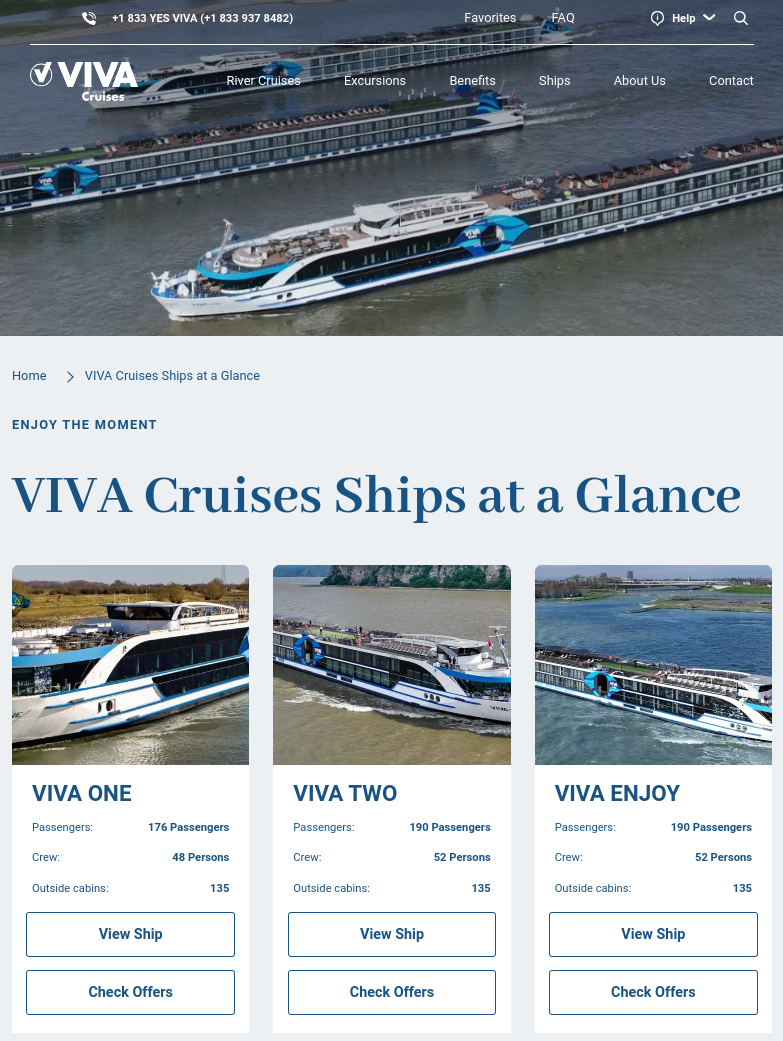 +1 833 YES VIVA (+1 833 937 8482)
Favorites
FAQ
Help
VIVA
Cruises
River Cruises
Excursions
Benefits
Ships
About Us
Contact
Home
VIVA Cruises Ships at a Glance
ENJOY THE MOMENT
VIVA Cruises Ships at a Glance
VIVA ONE
Passengers: 176 Passengers
Crew: 48 Persons
Outside cabins: 135
View Ship
Check Offers
VIVA TWO
Passengers: 190 Passengers
Crew: 52 Persons
Outside cabins: 135
View Ship
Check Offers
VIVA ENJOY
Passengers: 190 Passengers
Crew: 52 Persons
Outside cabins: 135
View Ship
Check Offers